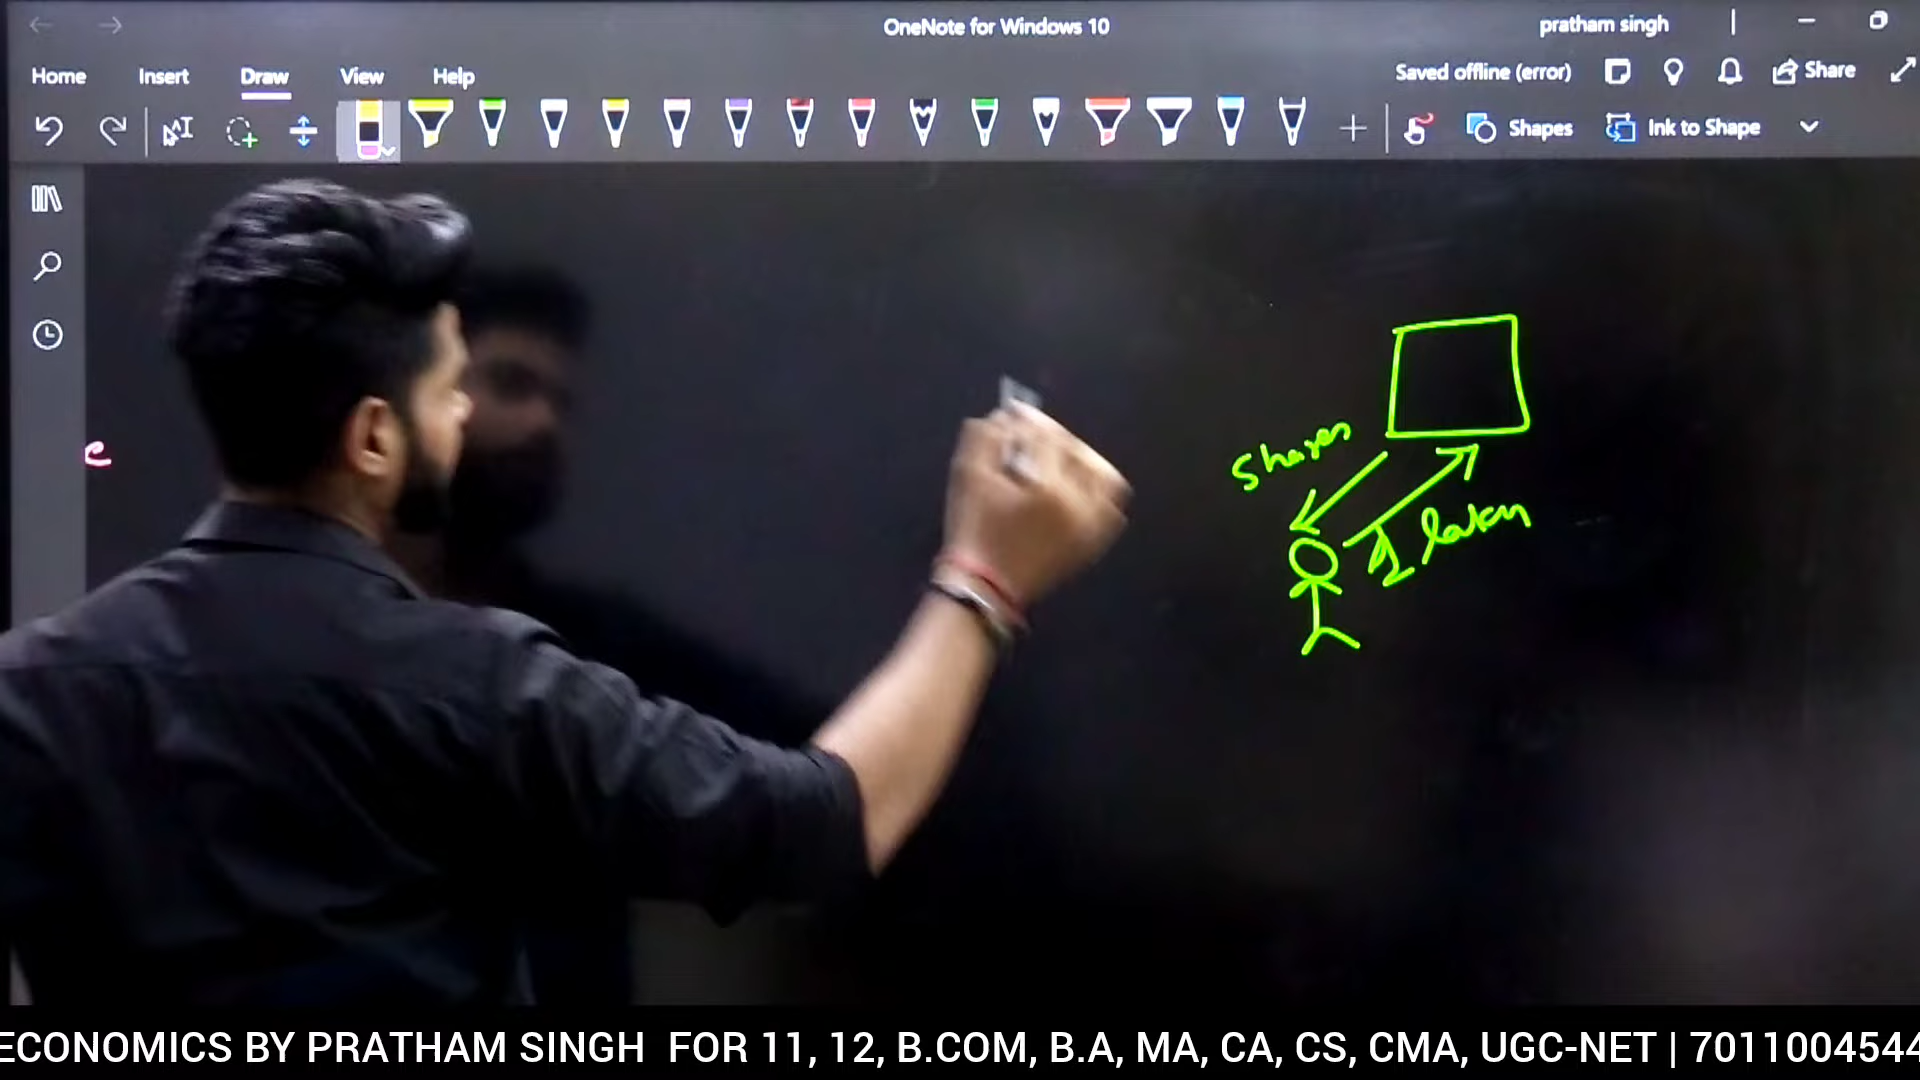 OneNote for Windows 10
pratham singh
Home Insert Draw View Help
Saved offline (error) Share
Shapes Ink to Shape
e
Shares
1 lakh
ECONOMICS BY PRATHAM SINGH FOR 11, 12, B.COM, B.A, MA, CA, CS, CMA, UGC-NET | 7011004544